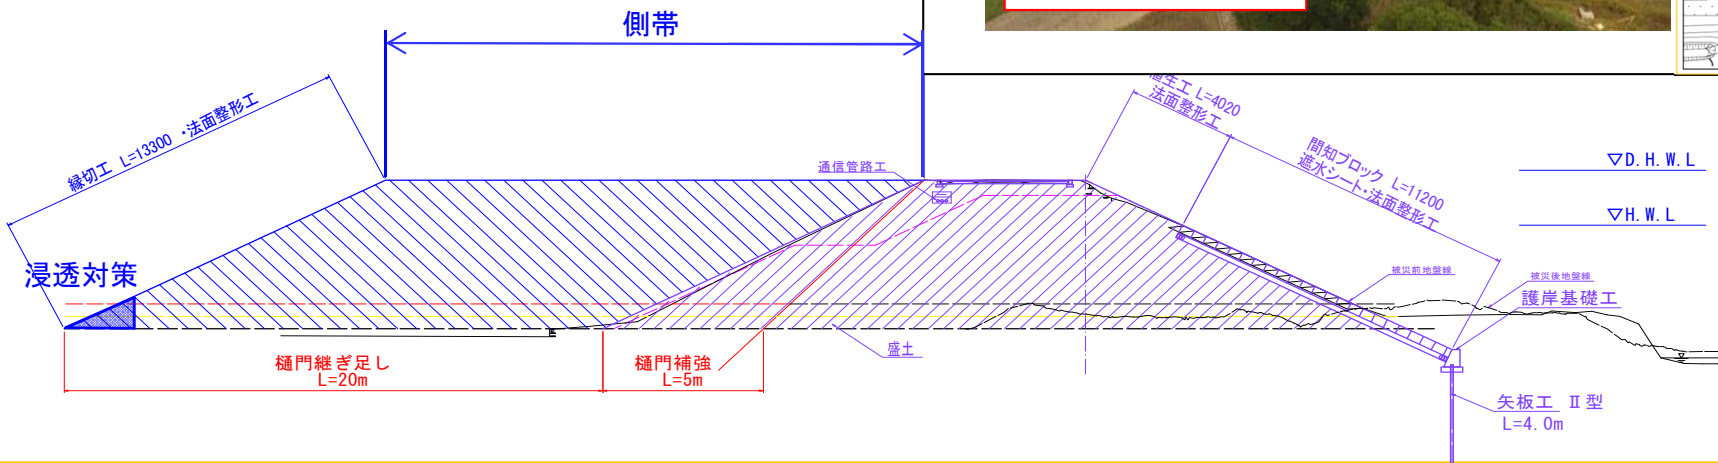 側帯
縁切工 L=13300 ・法面整形工
植生工 L=4020
法面整形工
間知ブロック L=11200
遮水シート・法面整形工
▽D.H.W.L
▽H.W.L
通信管路工
浸透対策
被災前地盤線
被災後地盤線
護岸基礎工
盛土
樋門継ぎ足し
L=20m
樋門補強
L=5m
矢板工 Ⅱ型
L=4.0m